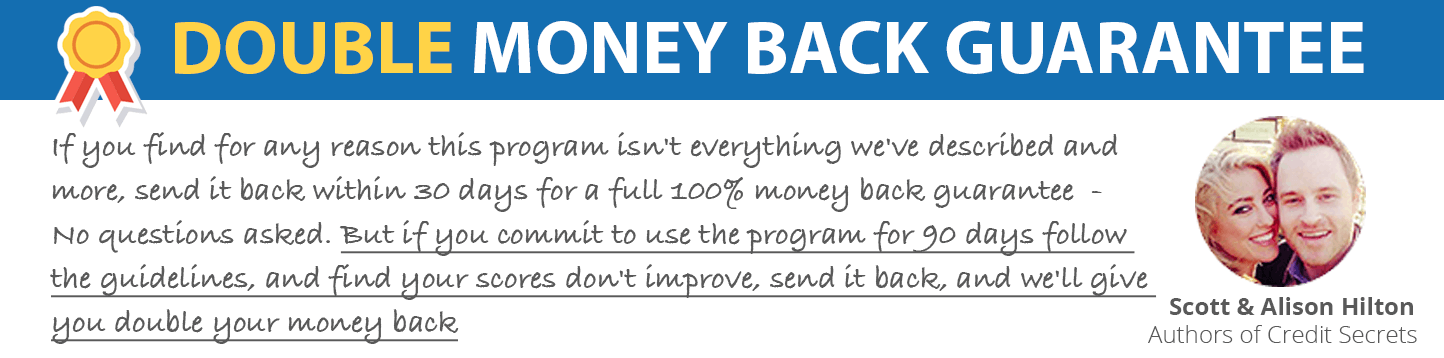 DOUBLE MONEY BACK GUARANTEE
If you find for any reason this program isn't everything we've described and
more, send it back within 30 days for a full 100% money back guarantee -
No questions asked. But if you commit to use the program for 90 days follow
the guidelines, and find your scores don't improve, send it back, and we'll give
you double your money back
Scott & Alison Hilton
Authors of Credit Secrets